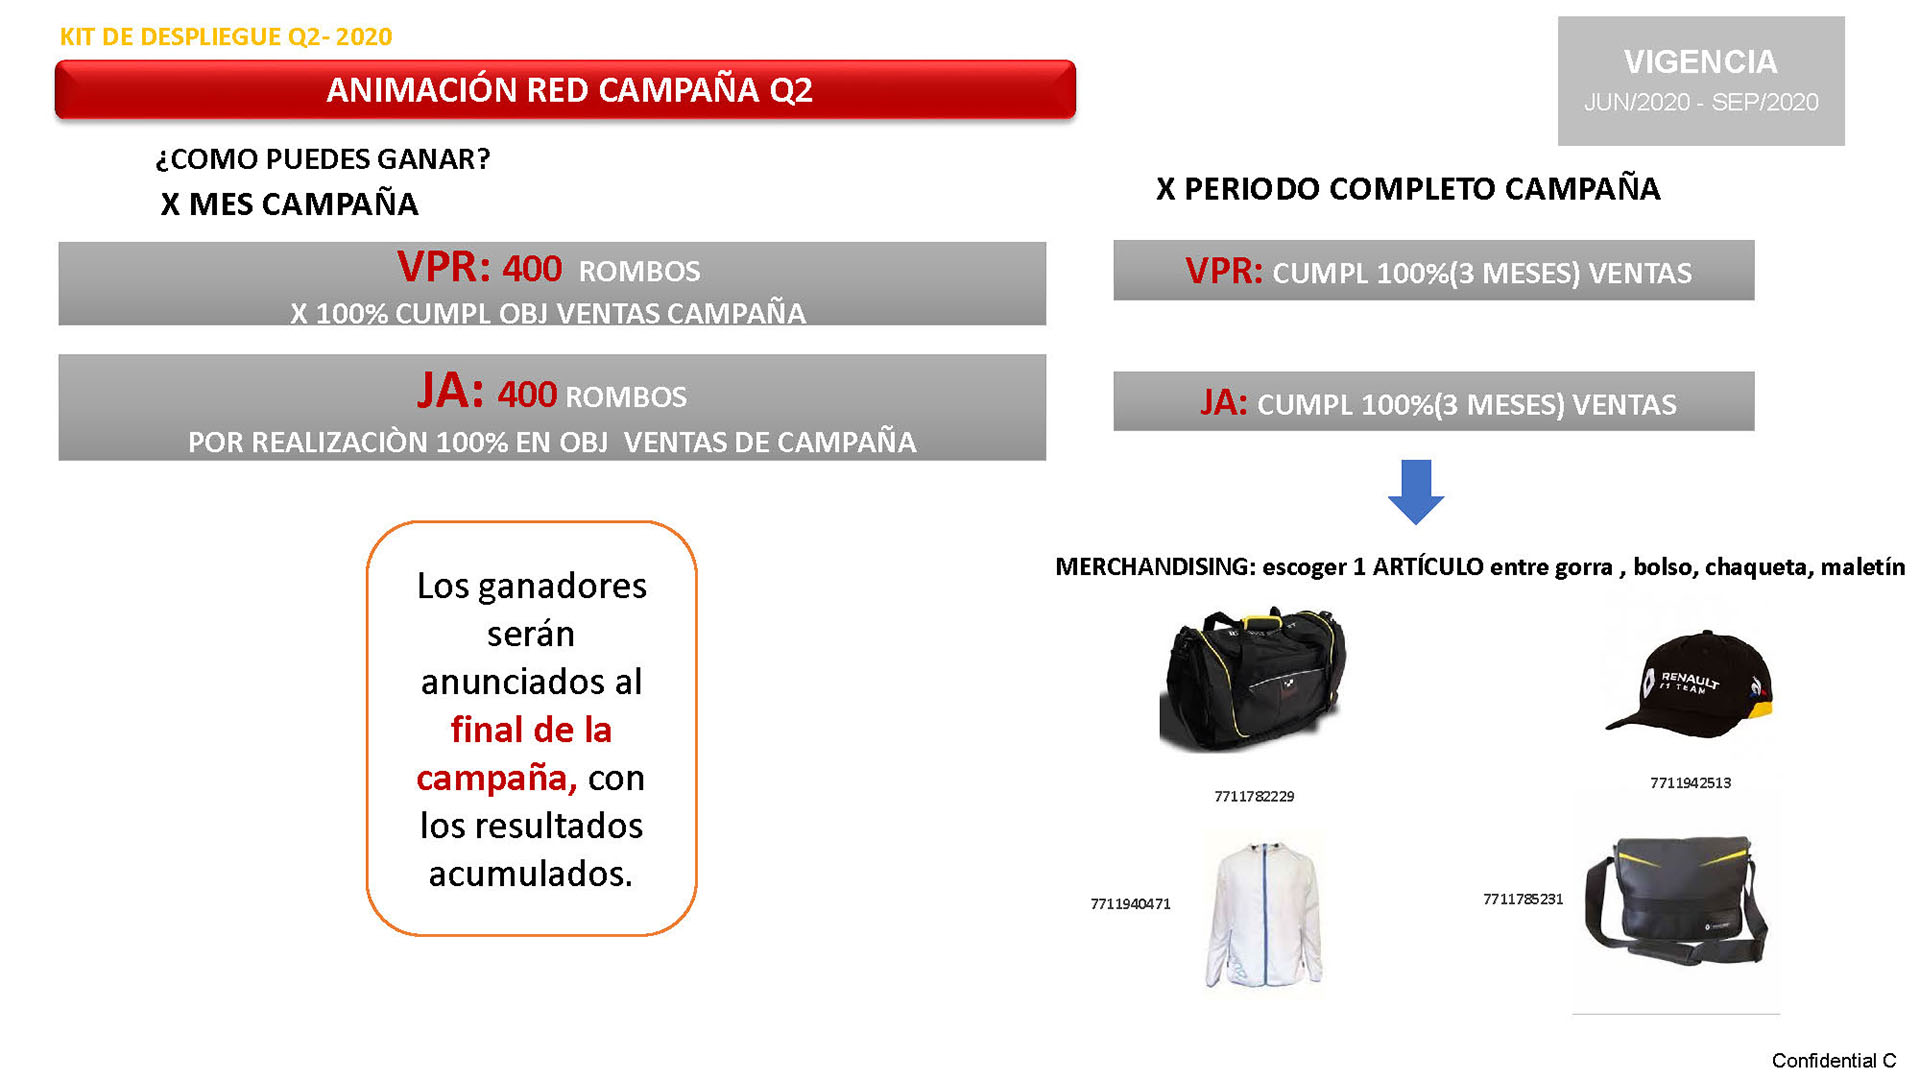 KIT DE DESPLIEGUE Q2- 2020
ANIMACIÓN RED CAMPAÑA Q2
VIGENCIA
JUN/2020 - SEP/2020
¿COMO PUEDES GANAR?
X MES CAMPAÑA
VPR: 400 ROMBOS
X 100% CUMPL OBJ VENTAS CAMPAÑA
JA: 400 ROMBOS
POR REALIZACIÒN 100% EN OBJ VENTAS DE CAMPAÑA
Los ganadores
serán
anunciados al
final de la
campaña, con
los resultados
acumulados.
X PERIODO COMPLETO CAMPAÑA
VPR: CUMPL 100%(3 MESES) VENTAS
JA: CUMPL 100%(3 MESES) VENTAS
MERCHANDISING: escoger 1 ARTÍCULO entre gorra , bolso, chaqueta, maletín
RENAULT
F1 TEAM
7711782229
7711942513
7711940471
7711785231
Confidential C